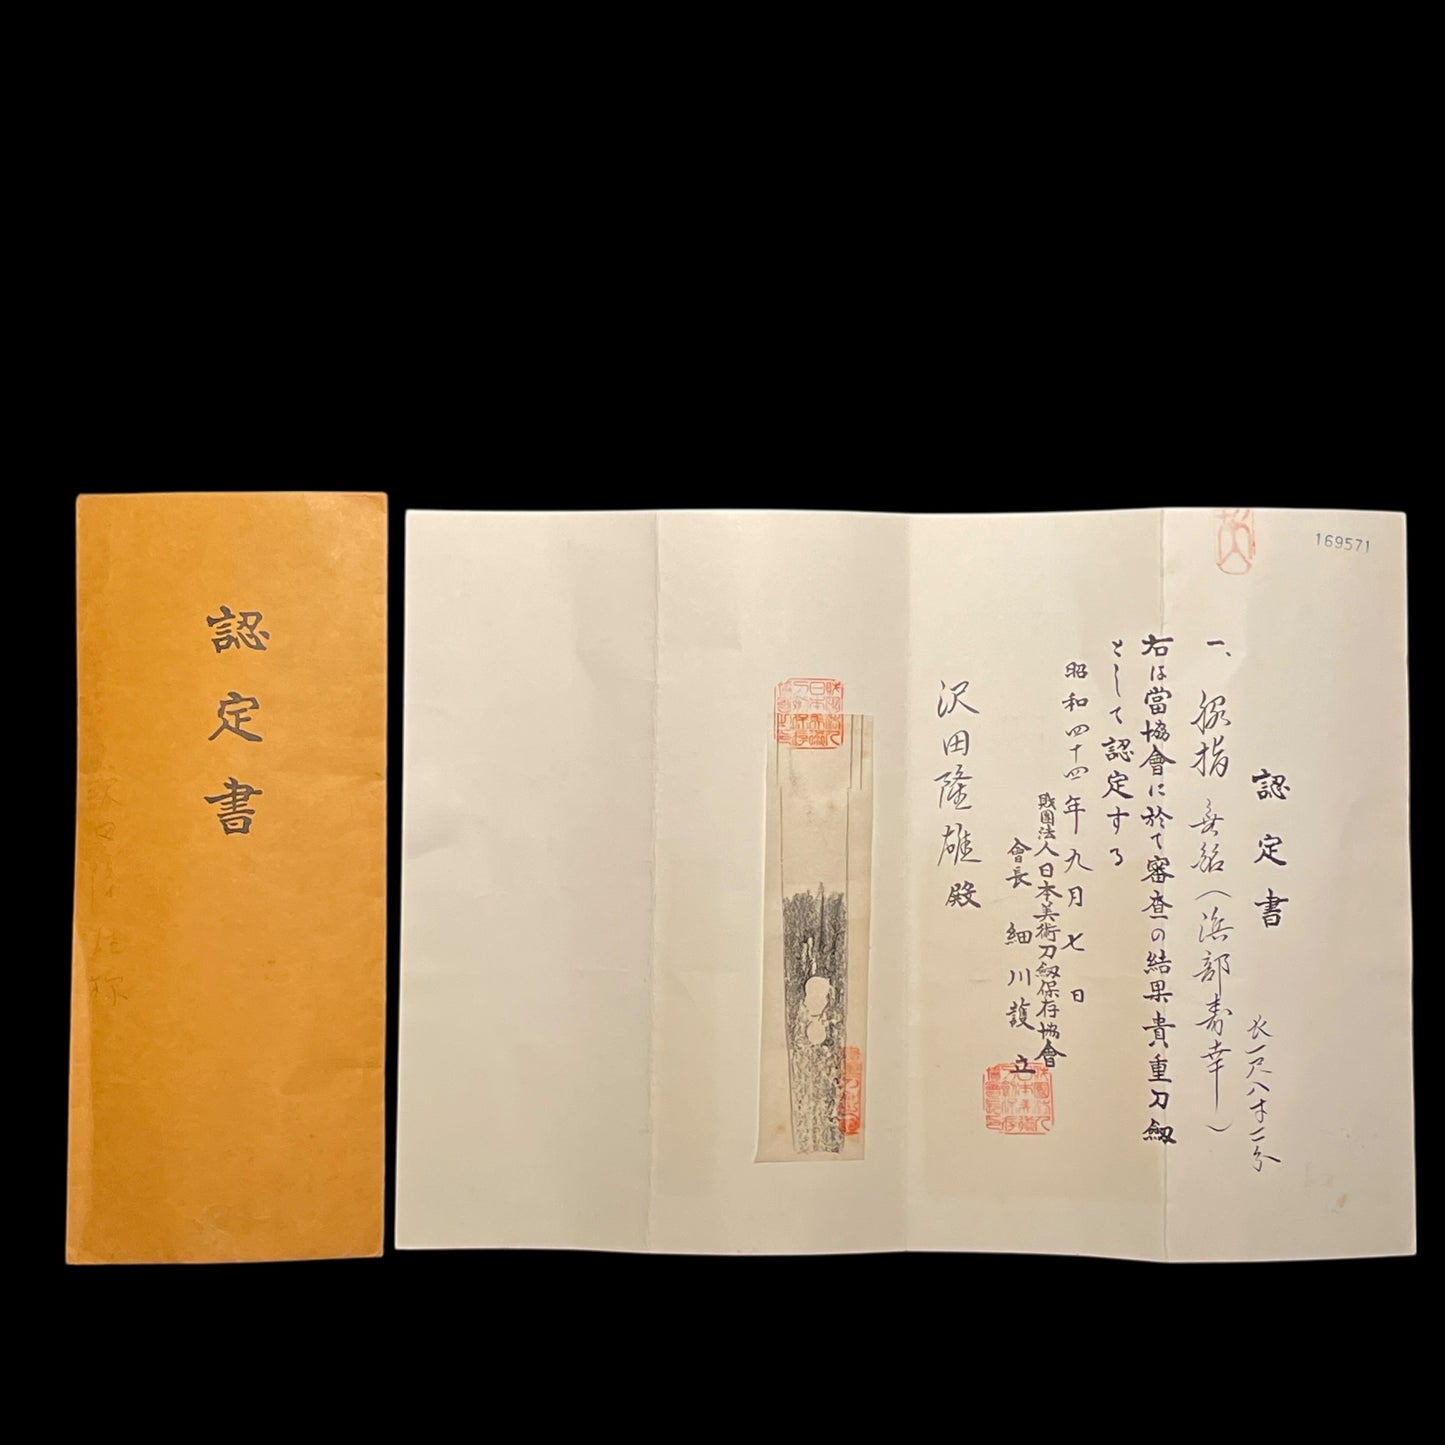 認定書
169571
認定書
一、脇指 無銘(浜部寿幸)
長一尺八寸二分
右は當協會に於て審査の結果貴重刀劔
として認定する
昭和四十四年九月七日
財團法人日本美術刀劔保存協會
會長 細川護立
沢田隆雄殿